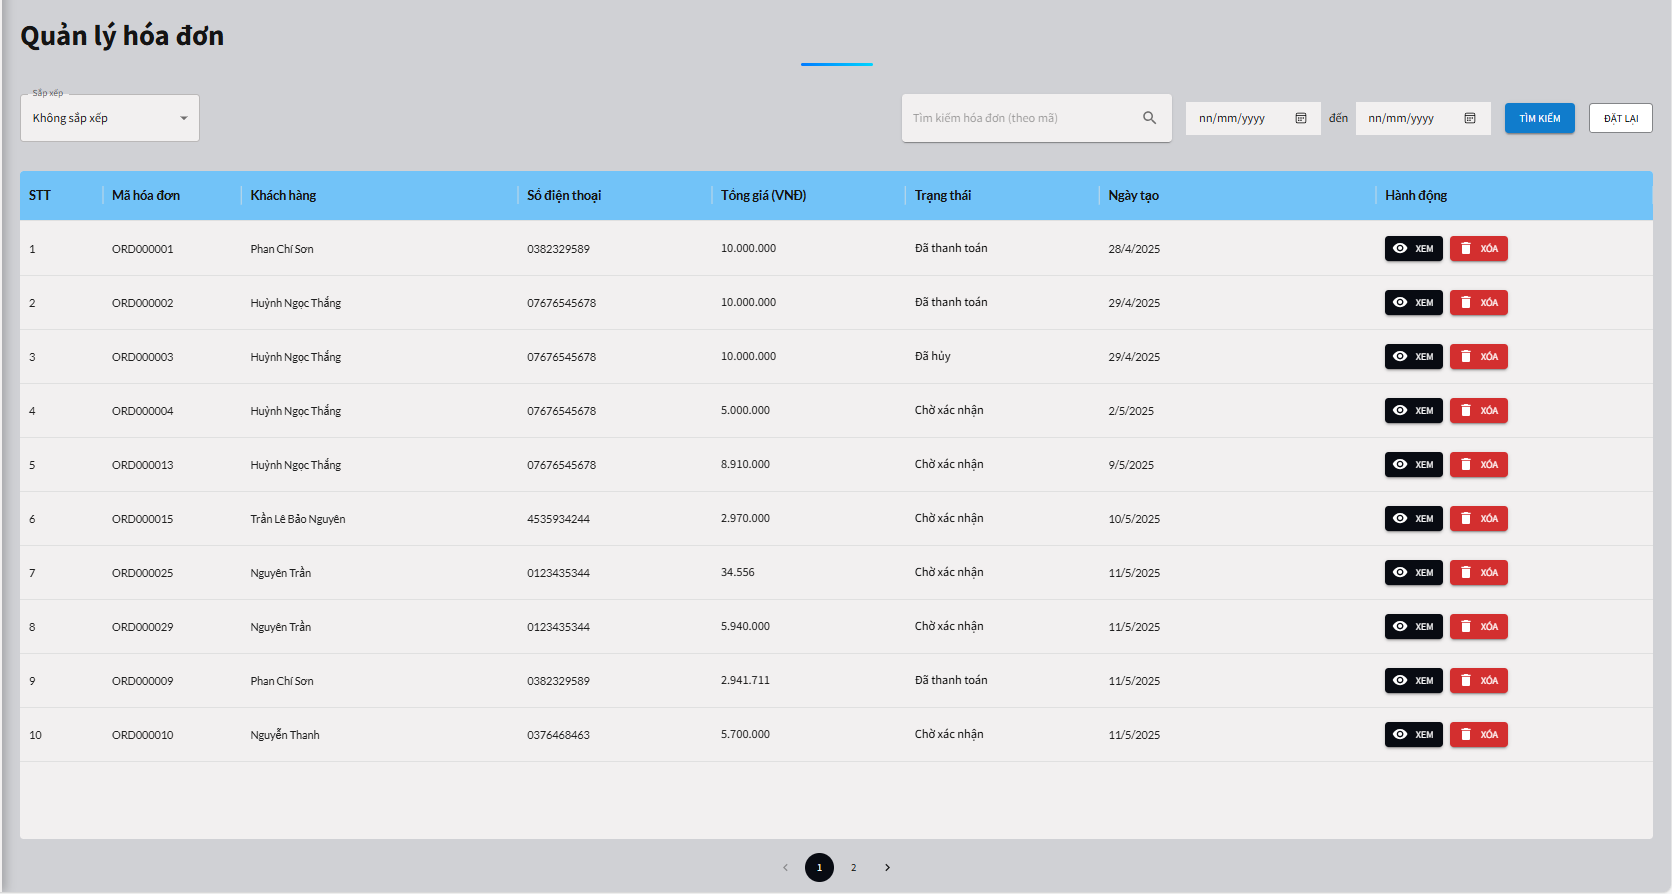 Quản lý hóa đơn
Sắp xếp
Không sắp xếp
Tìm kiếm hóa đơn (theo mã)
nn/mm/yyyy
đến
nn/mm/yyyy
TÌM KIẾM
ĐẶT LẠI
STT Mã hóa đơn Khách hàng Số điện thoại Tổng giá (VNĐ) Trạng thái Ngày tạo Hành động
1 ORD000001 Phan Chí Sơn 0382329589 10.000.000 Đã thanh toán 28/4/2025 XEM XÓA
2 ORD000002 Huỳnh Ngọc Thắng 07676545678 10.000.000 Đã thanh toán 29/4/2025 XEM XÓA
3 ORD000003 Huỳnh Ngọc Thắng 07676545678 10.000.000 Đã hủy 29/4/2025 XEM XÓA
4 ORD000004 Huỳnh Ngọc Thắng 07676545678 5.000.000 Chờ xác nhận 2/5/2025 XEM XÓA
5 ORD000013 Huỳnh Ngọc Thắng 07676545678 8.910.000 Chờ xác nhận 9/5/2025 XEM XÓA
6 ORD000015 Trần Lê Bảo Nguyên 4535934244 2.970.000 Chờ xác nhận 10/5/2025 XEM XÓA
7 ORD000025 Nguyên Trần 0123435344 34.556 Chờ xác nhận 11/5/2025 XEM XÓA
8 ORD000029 Nguyên Trần 0123435344 5.940.000 Chờ xác nhận 11/5/2025 XEM XÓA
9 ORD000009 Phan Chí Sơn 0382329589 2.941.711 Đã thanh toán 11/5/2025 XEM XÓA
10 ORD000010 Nguyễn Thanh 0376468463 5.700.000 Chờ xác nhận 11/5/2025 XEM XÓA
1 2